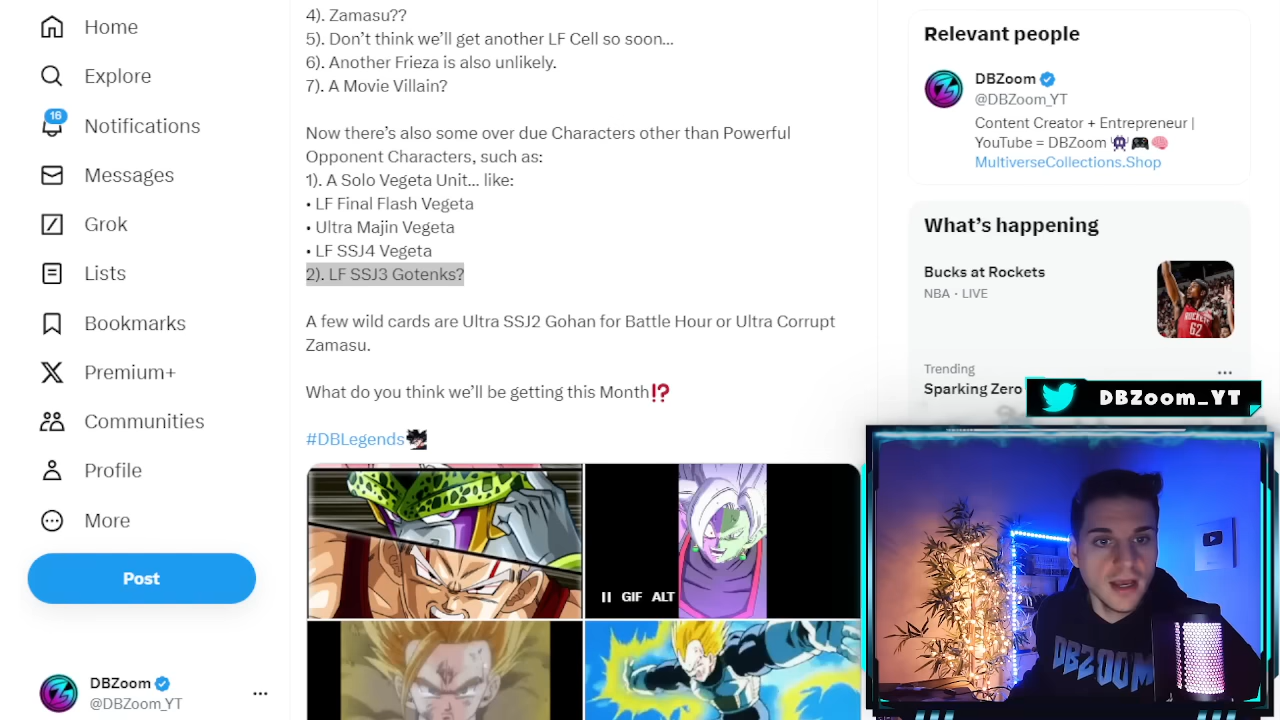 Home
Explore
16
Notifications
Messages
Grok
Lists
Bookmarks
Premium+
Communities
Profile
More
Post
DBZoom
@DBZoom_YT
4). Zamasu??
5). Don’t think we’ll get another LF Cell so soon...
6). Another Frieza is also unlikely.
7). A Movie Villain?
Now there’s also some over due Characters other than Powerful
Opponent Characters, such as:
1). A Solo Vegeta Unit... like:
• LF Final Flash Vegeta
• Ultra Majin Vegeta
• LF SSJ4 Vegeta
2). LF SSJ3 Gotenks?
A few wild cards are Ultra SSJ2 Gohan for Battle Hour or Ultra Corrupt
Zamasu.
What do you think we’ll be getting this Month⁉️
#DBLegends
GIF ALT
Relevant people
DBZoom
@DBZoom_YT
Content Creator + Entrepreneur |
YouTube = DBZoom 👾🎮🧠
MultiverseCollections.Shop
What’s happening
Bucks at Rockets
NBA · LIVE
ROCKETS
62
Trending
Sparking Zero
DBZoom_YT
DBZOOM